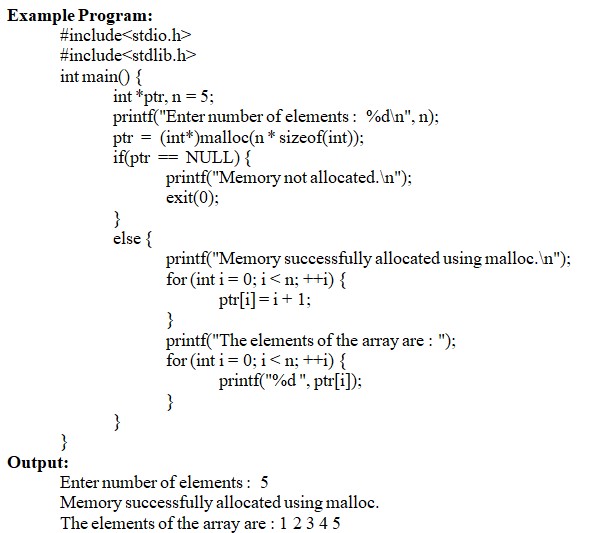 Example Program:
#include<stdio.h>
#include<stdlib.h>
int main() {
int *ptr, n = 5;
printf("Enter number of elements :  %d\n", n);
ptr  =  (int*)malloc(n * sizeof(int));
if(ptr  ==  NULL) {
printf("Memory not allocated.\n");
exit(0);
}
else {
printf("Memory successfully allocated using malloc.\n");
for (int i = 0; i < n; ++i) {
ptr[i] = i + 1;
}
printf("The elements of the array are : ");
for (int i = 0; i < n; ++i) {
printf("%d ", ptr[i]);
}
}
}
Output:
Enter number of elements :  5
Memory successfully allocated using malloc.
The elements of the array are : 1 2 3 4 5